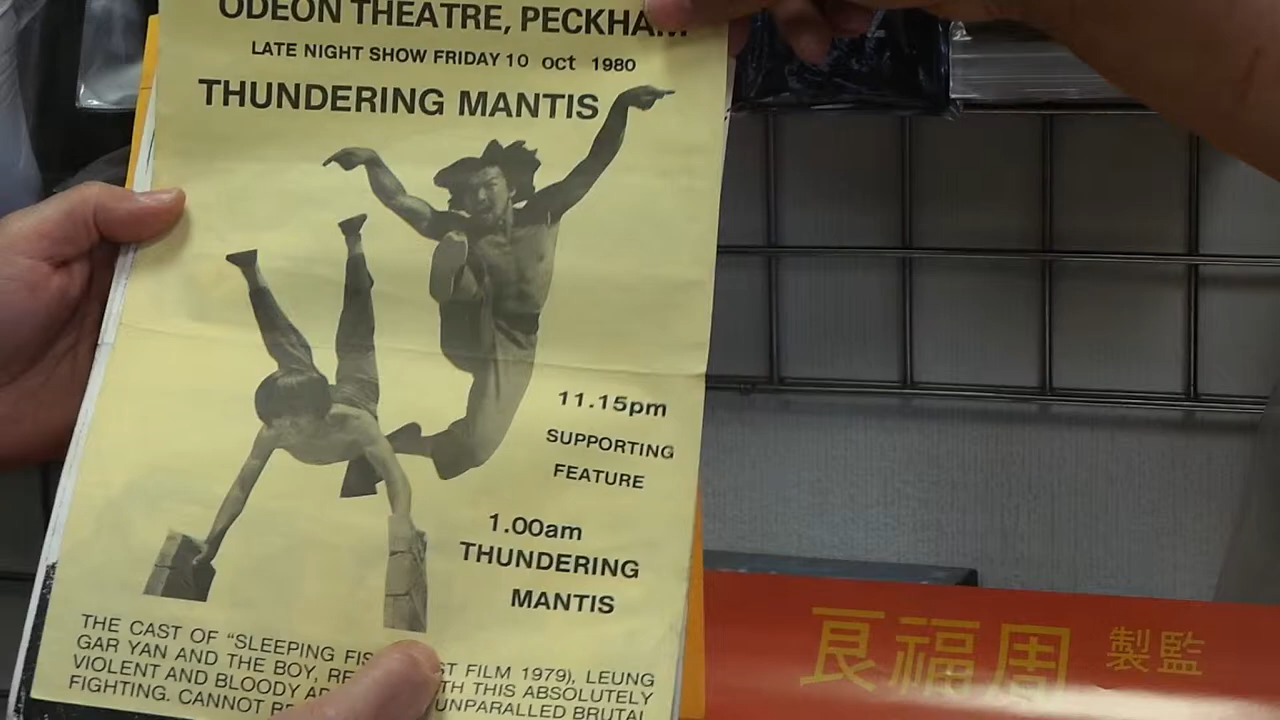 ODEON THEATRE, PECKHAM
LATE NIGHT SHOW FRIDAY 10 oct 1980
THUNDERING MANTIS
11.15pm
SUPPORTING
FEATURE
1.00am
THUNDERING
MANTIS
THE CAST OF “SLEEPING FIS ST FILM 1979), LEUNG
GAR YAN AND THE BOY, TH THIS ABSOLUTELY
VIOLENT AND BLOODY UNPARALLED BRUTAL
FIGHTING. CANNOT
艮福周 製監